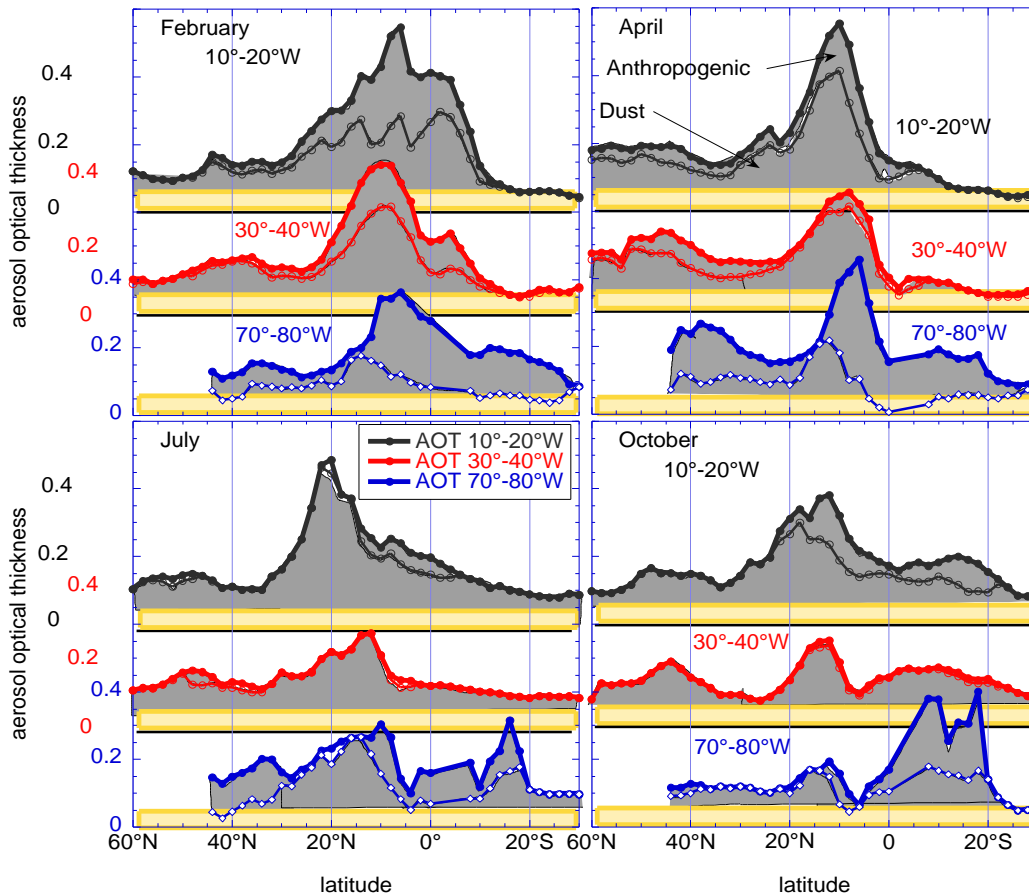 February
10°-20°W
April
Anthropogenic
Dust
10°-20°W
aerosol optical thickness
0.4
0.2
0.4
0
30°-40°W
30°-40°W
0.2
0.4
0
70°-80°W
70°-80°W
0.2
0
July
AOT 10°-20°W
AOT 30°-40°W
AOT 70°-80°W
October
10°-20°W
aerosol optical thickness
0.4
0.2
0.4
0
30°-40°W
0.2
0.4
0
70°-80°W
0.2
0
60°N 40°N 20°N 0° 20°S 60°N 40°N 20°N 0 20°S
latitude latitude